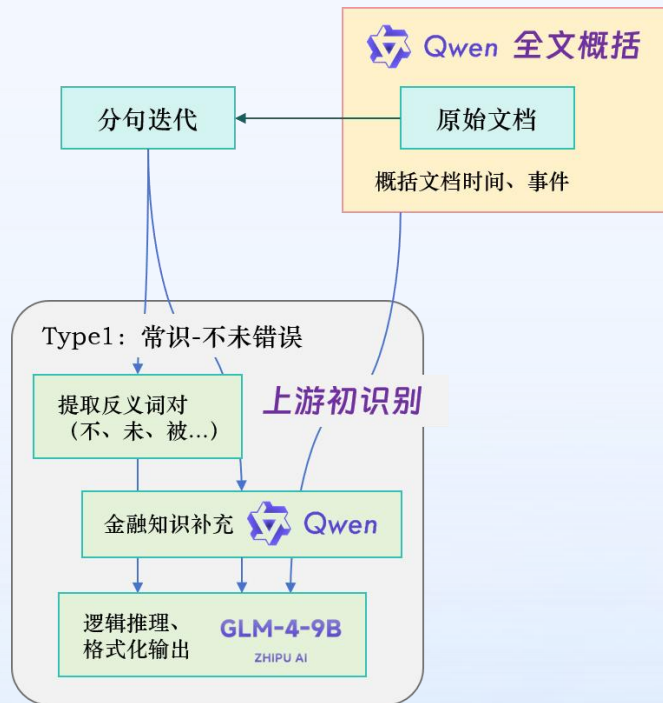 Qwen 全文概括
分句迭代
原始文档
概括文档时间、事件
Type1: 常识-不未错误
提取反义词对
（不、未、被...）
上游初识别
金融知识补充 Qwen
逻辑推理、
格式化输出
GLM-4-9B
ZHIPU AI